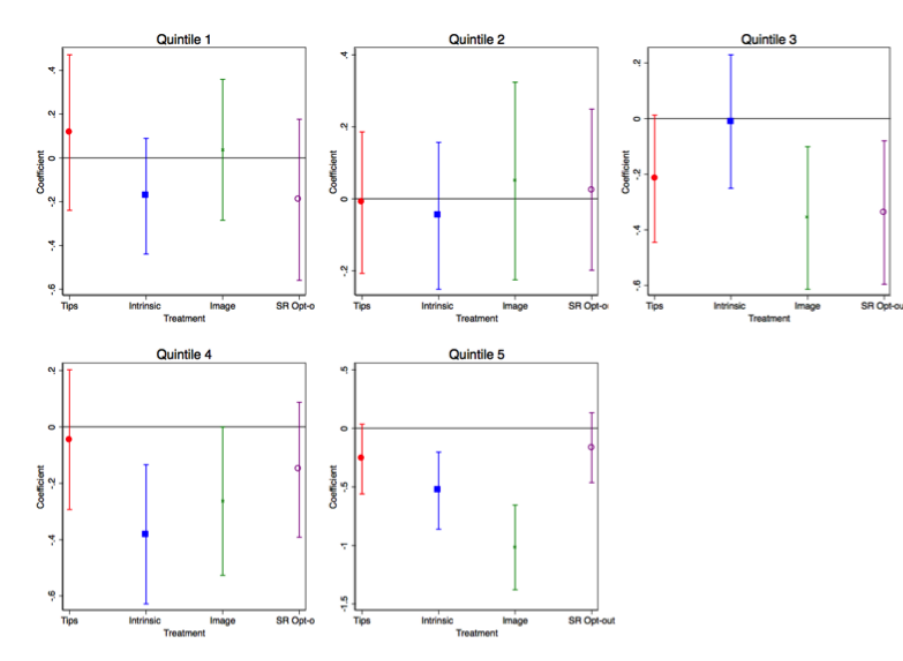 Quintile 1
Coefficient
.4
.2
0
-.2
-.4
-.6
Tips Intrinsic Image SR Opt-o
Treatment
Quintile 2
Coefficient
.4
.2
0
-.2
Tips Intrinsic Image SR Opt-o
Treatment
Quintile 3
Coefficient
.2
0
-.2
-.4
-.6
Tips Intrinsic Image SR Opt-ou
Treatment
Quintile 4
Coefficient
.2
0
-.2
-.4
-.6
Tips Intrinsic Image SR Opt-o
Treatment
Quintile 5
Coefficient
.5
0
-.5
-1
-1.5
Tips Intrinsic Image SR Opt-out
Treatment